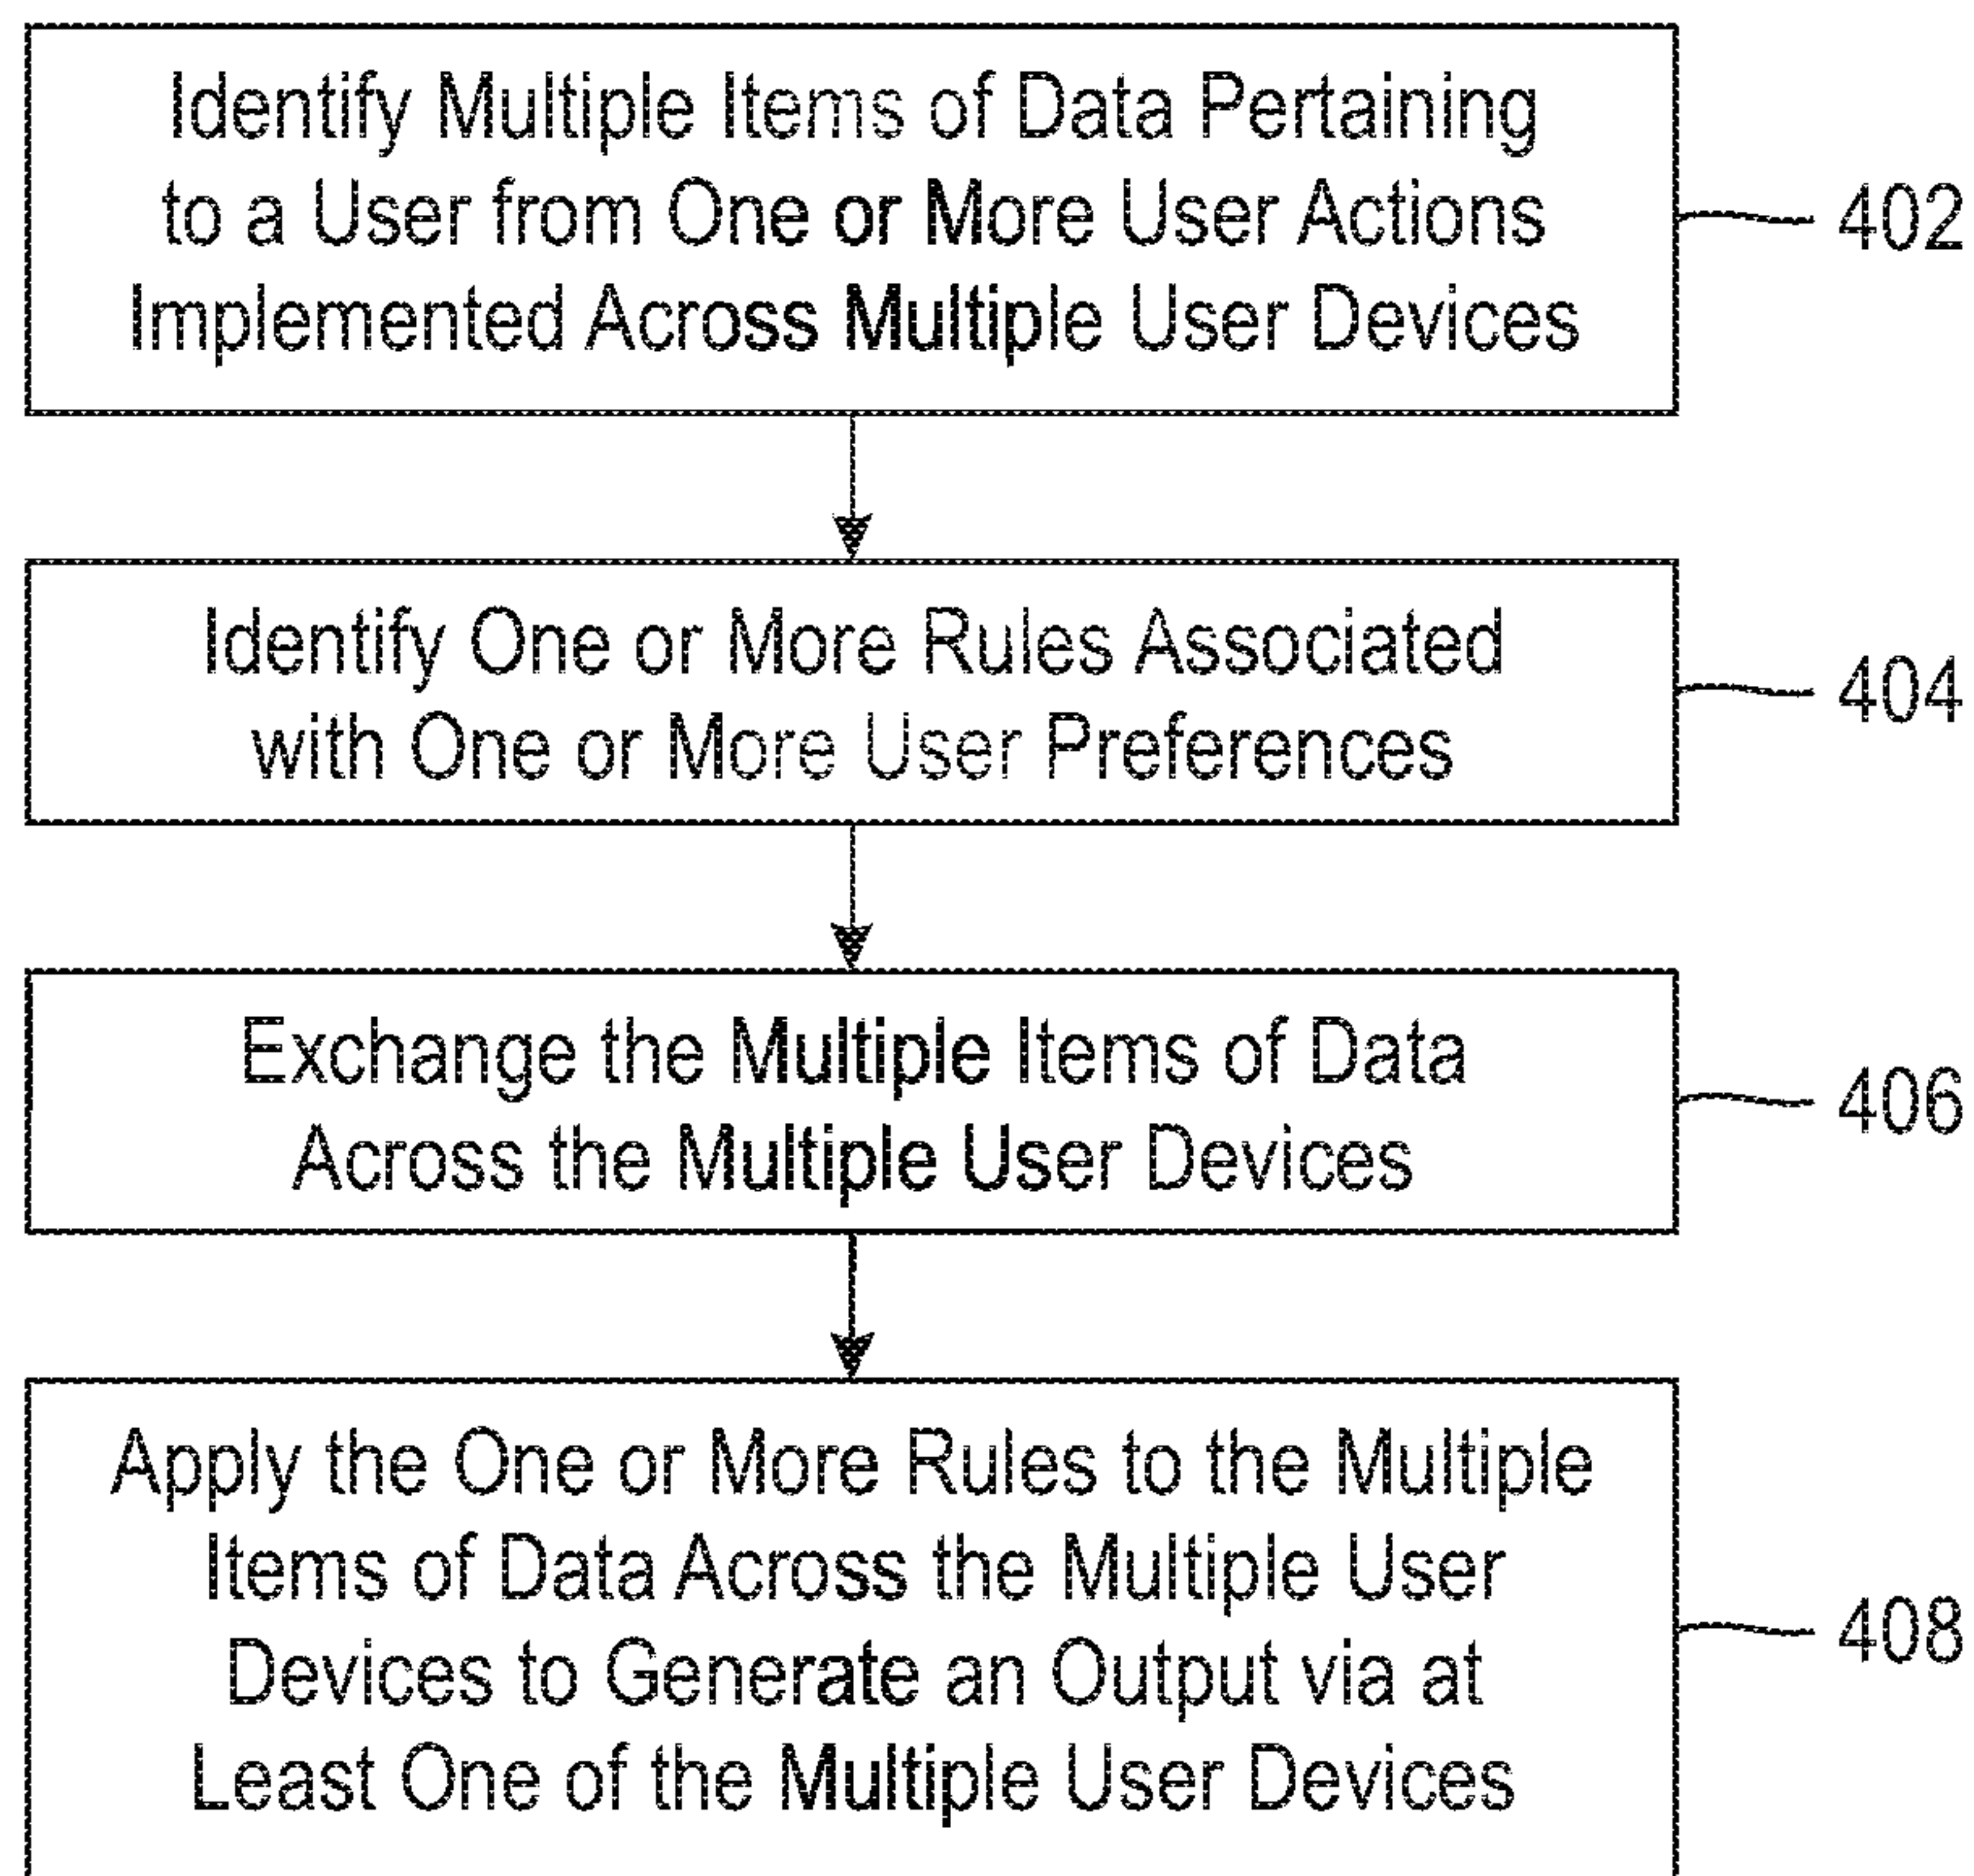 Identify Multiple Items of Data Pertaining
to a User from One or More User Actions
Implemented Across Multiple User Devices
402
Identify One or More Rules Associated
with One or More User Preferences
404
Exchange the Multiple Items of Data
Across the Multiple User Devices
406
Apply the One or More Rules to the Multiple
Items of Data Across the Multiple User
Devices to Generate an Output via at
Least One of the Multiple User Devices
408